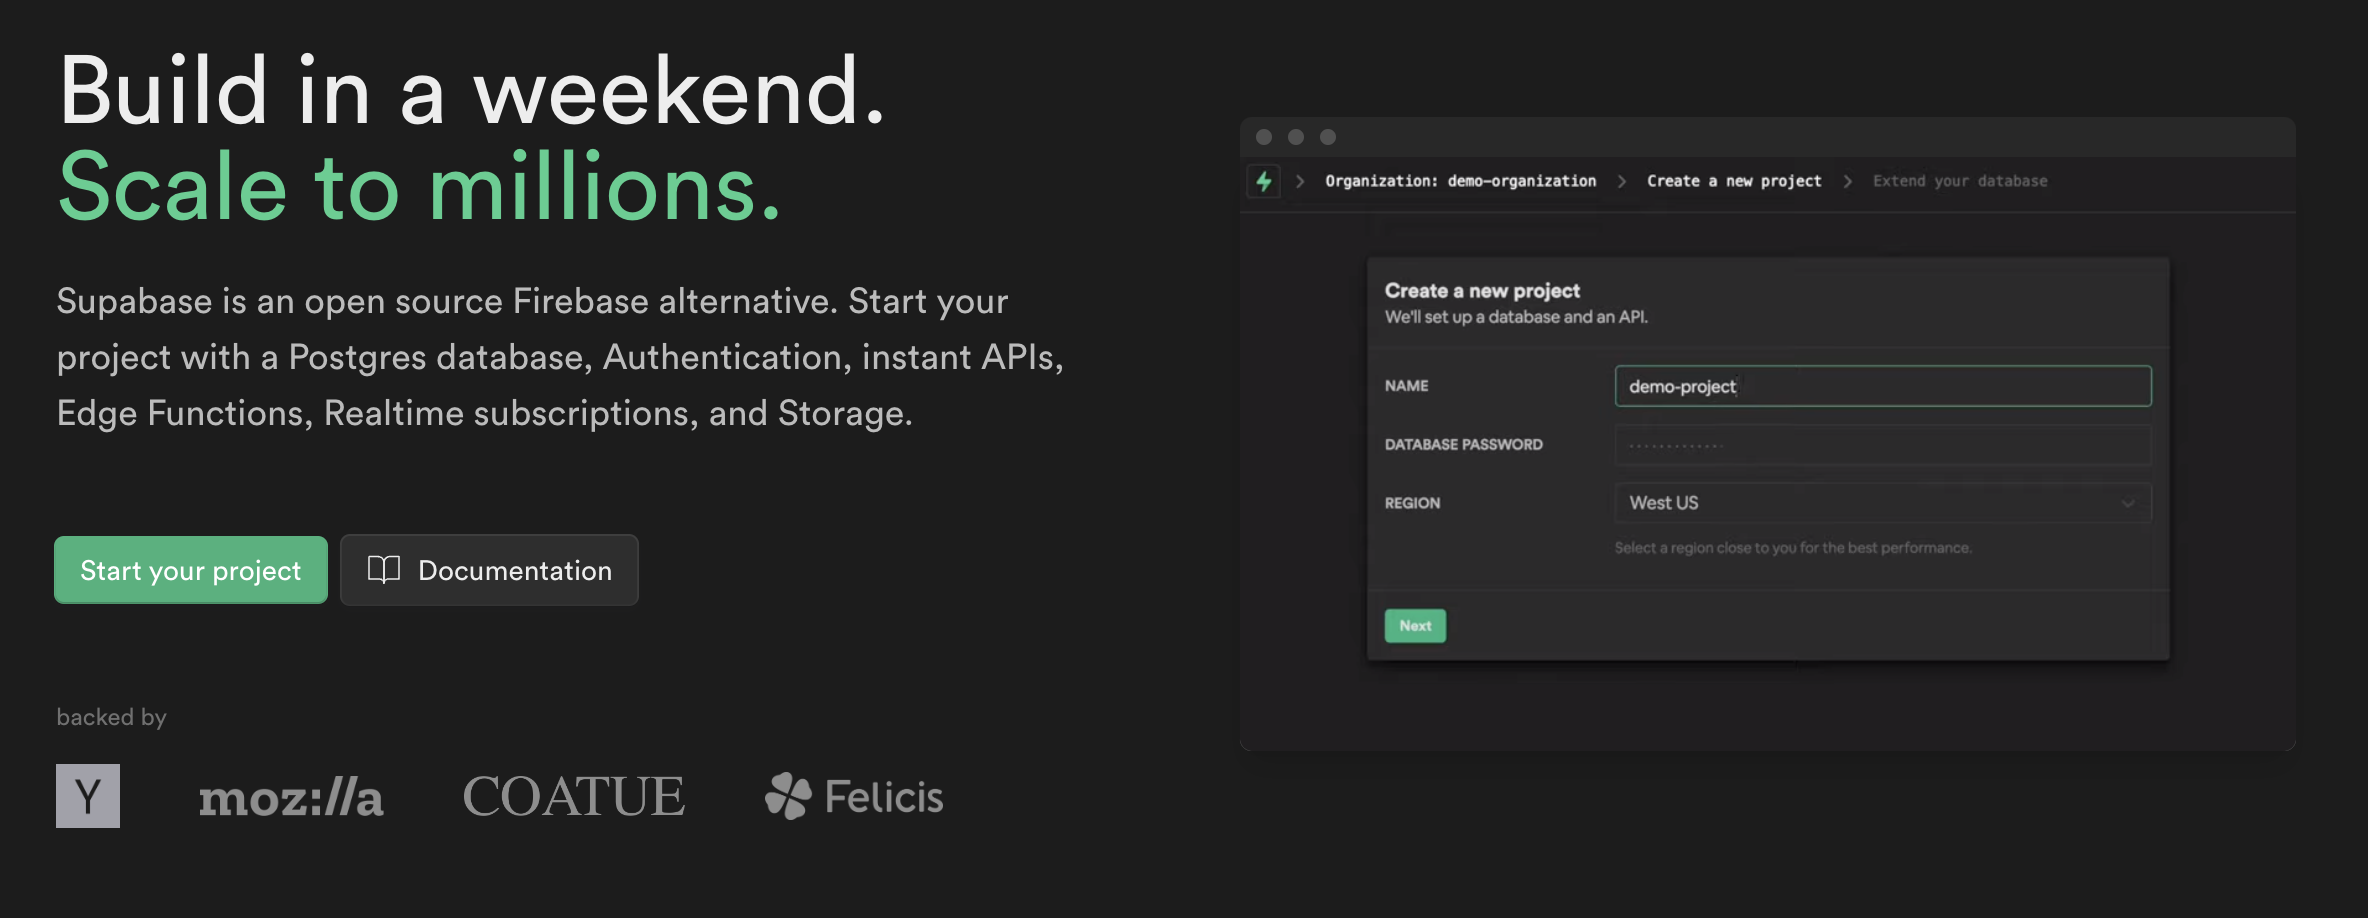 Build in a weekend.
Scale to millions.
Supabase is an open source Firebase alternative. Start your
project with a Postgres database, Authentication, instant APIs,
Edge Functions, Realtime subscriptions, and Storage.
Start your project
Documentation
backed by
Y
moz://a
COATUE
Felicis
Organization: demo-organization
Create a new project
Extend your database
Create a new project
We'll set up a database and an API.
NAME
demo-project
DATABASE PASSWORD
REGION
West US
Select a region close to you for the best performance.
Next